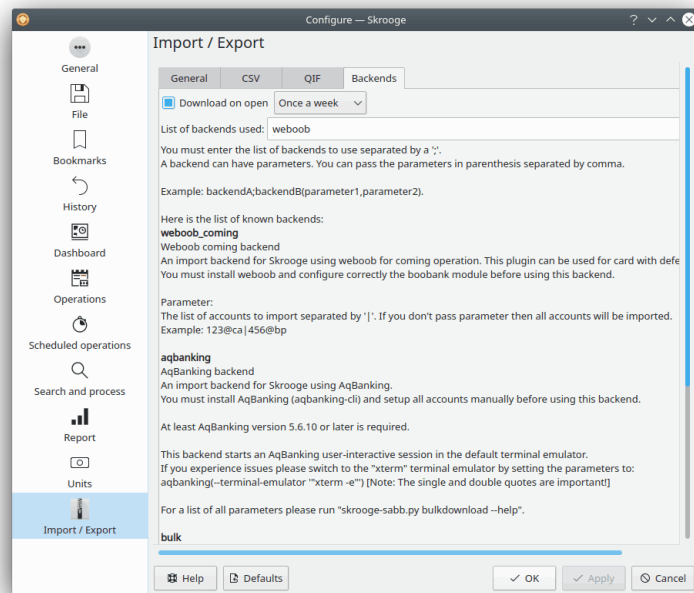 Configure — Skrooge
General
File
Bookmarks
History
Dashboard
Operations
Scheduled operations
Search and process
Report
Units
Import / Export
Import / Export
General CSV QIF Backends
Download on open Once a week
List of backends used: weboob
You must enter the list of backends to use separated by a ';'.
A backend can have parameters. You can pass the parameters in parenthesis separated by comma.
Example: backendA;backendB(parameter1,parameter2).
Here is the list of known backends:
weboob_coming
Weboob coming backend
An import backend for Skrooge using weboob for coming operation. This plugin can be used for card with defe
You must install weboob and configure correctly the boobank module before using this backend.
Parameter:
The list of accounts to import separated by '|'. If you don't pass parameter then all accounts will be imported.
Example: 123@ca|456@bp
aqbanking
AqBanking backend
An import backend for Skrooge using AqBanking.
You must install AqBanking (aqbanking-cli) and setup all accounts manually before using this backend.
At least AqBanking version 5.6.10 or later is required.
This backend starts an AqBanking user-interactive session in the default terminal emulator.
If you experience issues please switch to the "xterm" terminal emulator by setting the parameters to:
aqbanking(--terminal-emulator '"xterm -e"') [Note: The single and double quotes are important!]
For a list of all parameters please run "skrooge-sabb.py bulkdownload --help".
bulk
Help Defaults OK Apply Cancel